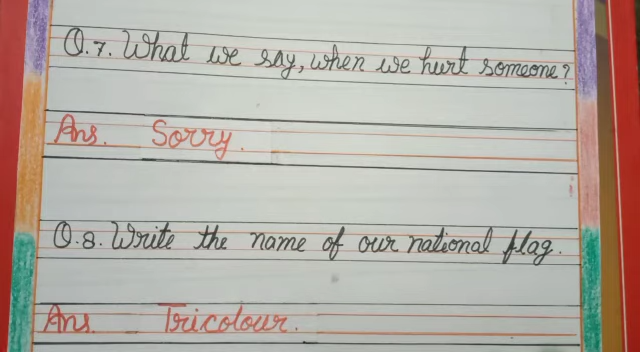 Q.7. What we say, when we hurt someone?
Ans. Sorry.
Q.8. Write the name of our national flag.
Ans Tricolour.